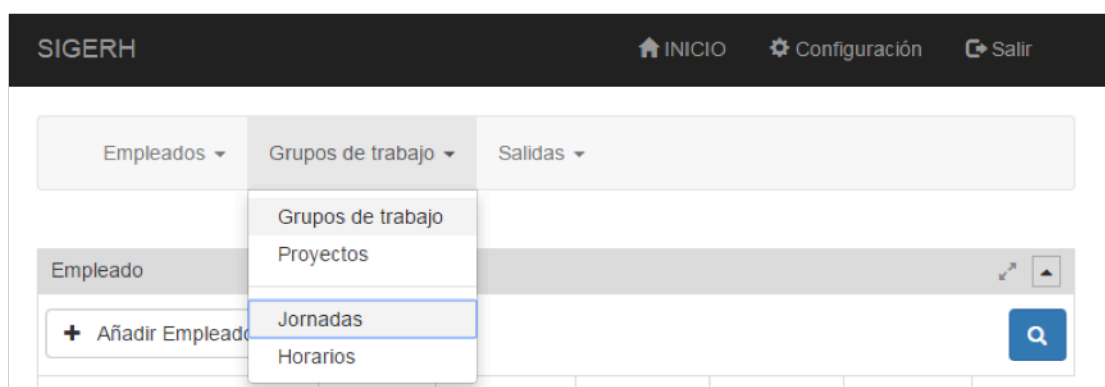 SIGERH INICIO Configuración Salir
Empleados Grupos de trabajo Salidas
Grupos de trabajo
Proyectos
Empleado
Jornadas
Añadir Empleado
Horarios